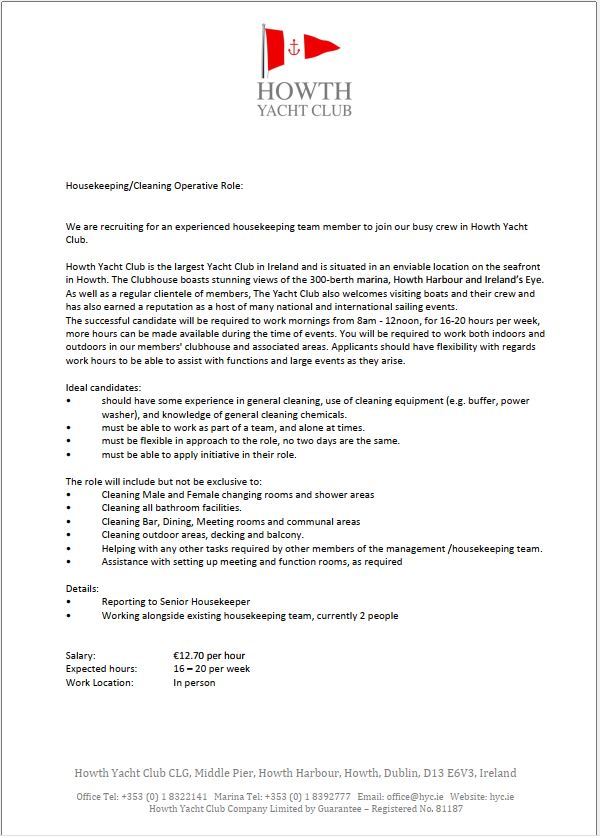 HOWTH
YACHT CLUB
Housekeeping/Cleaning Operative Role:
We are recruiting for an experienced housekeeping team member to join our busy crew in Howth Yacht
Club.
Howth Yacht Club is the largest Yacht Club in Ireland and is situated in an enviable location on the seafront
in Howth. The Clubhouse boasts stunning views of the 300-berth marina, Howth Harbour and Ireland's Eye.
As well as a regular clientele of members, The Yacht Club also welcomes visiting boats and their crew and
has also earned a reputation as a host of many national and international sailing events.
The successful candidate will be required to work mornings from 8am - 12noon, for 16-20 hours per week,
more hours can be made available during the time of events. You will be required to work both indoors and
outdoors in our members' clubhouse and associated areas. Applicants should have flexibility with regards
work hours to be able to assist with functions and large events as they arise.
Ideal candidates:
• should have some experience in general cleaning, use of cleaning equipment (e.g. buffer, power
washer), and knowledge of general cleaning chemicals.
• must be able to work as part of a team, and alone at times.
• must be flexible in approach to the role, no two days are the same.
• must be able to apply initiative in their role.
The role will include but not be exclusive to:
• Cleaning Male and Female changing rooms and shower areas
• Cleaning all bathroom facilities.
• Cleaning Bar, Dining, Meeting rooms and communal areas
• Cleaning outdoor areas, decking and balcony.
• Helping with any other tasks required by other members of the management /housekeeping team.
• Assistance with setting up meeting and function rooms, as required
Details:
• Reporting to Senior Housekeeper
• Working alongside existing housekeeping team, currently 2 people
Salary: €12.70 per hour
Expected hours: 16 – 20 per week
Work Location: In person
Howth Yacht Club CLG, Middle Pier, Howth Harbour, Howth, Dublin, D13 E6V3, Ireland
Office Tel: +353 (0) 1 8322141 Marina Tel: +353 (0) 1 8392777 Email: office@hyc.ie Website: hyc.ie
Howth Yacht Club Company Limited by Guarantee – Registered No. 81187